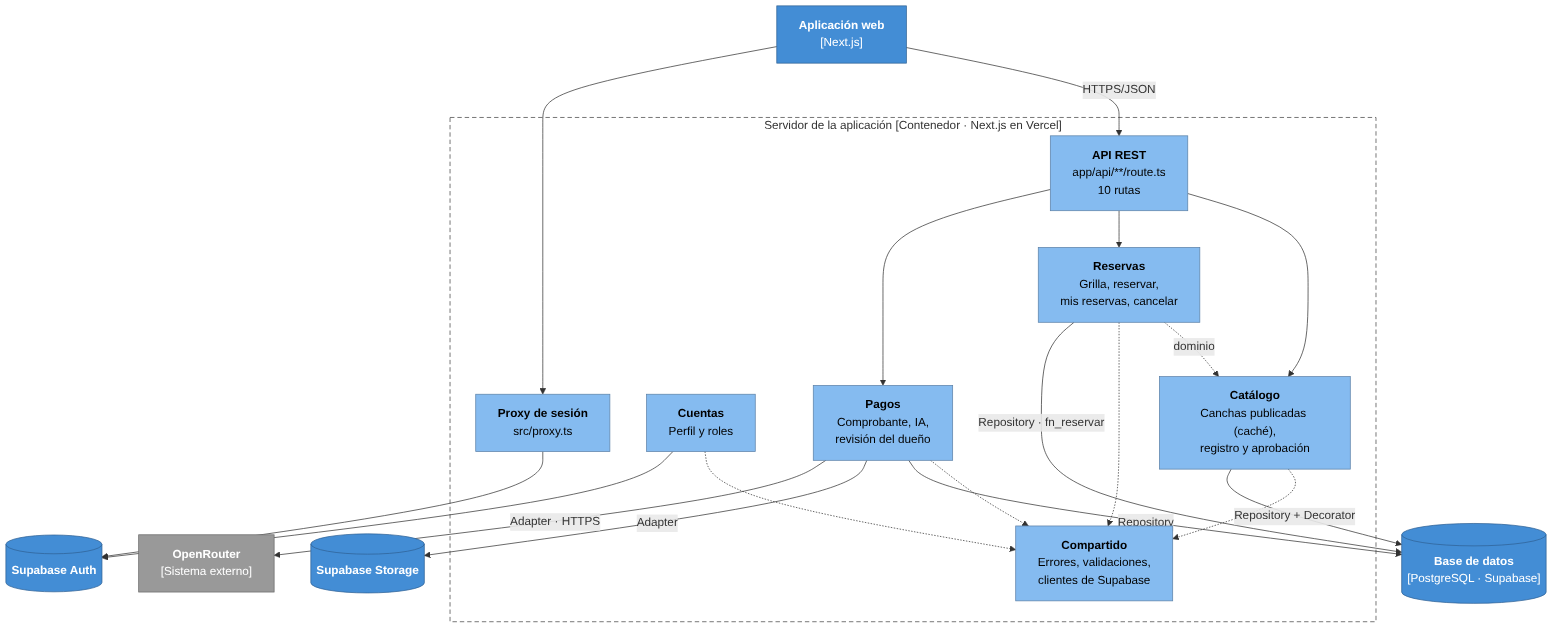 Aplicación web
[Next.js]
HTTPS/JSON
Servidor de la aplicación [Contenedor · Next.js en Vercel]
API REST
app/api/**/route.ts
10 rutas
Reservas
Grilla, reservar,
mis reservas, cancelar
dominio
Proxy de sesión
src/proxy.ts
Cuentas
Perfil y roles
Pagos
Comprobante, IA,
revisión del dueño
Repository · fn_reservar
Catálogo
Canchas publicadas
(caché),
registro y aprobación
Adapter · HTTPS
Adapter
Repository
Repository + Decorator
Supabase Auth
OpenRouter
[Sistema externo]
Supabase Storage
Compartido
Errores, validaciones,
clientes de Supabase
Base de datos
[PostgreSQL · Supabase]